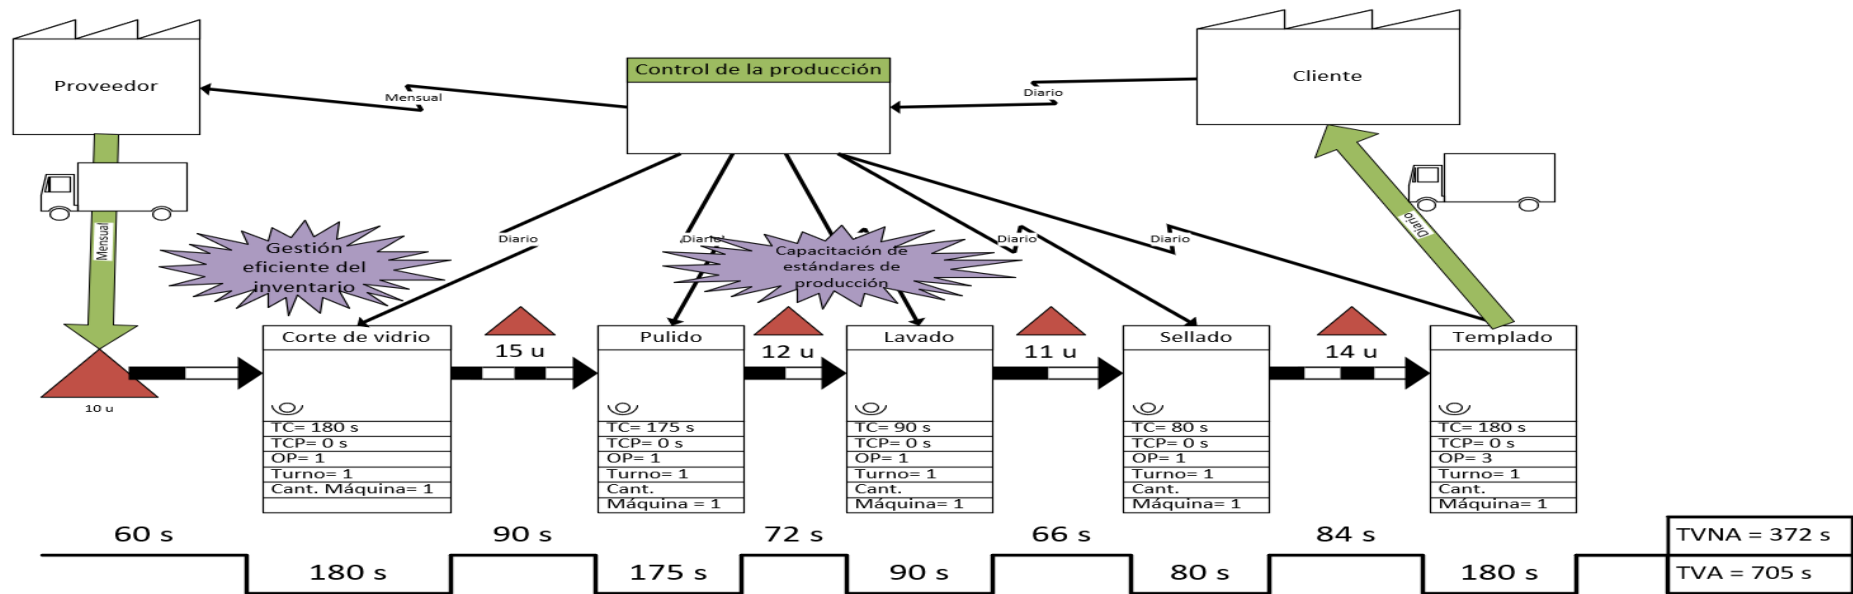 Proveedor
Control de la producción
Cliente
Mensual
Diario
Mensual
Diario
Gestión
eficiente del
inventario
Diario
Diario
Capacitación de
estándares de
producción
Diario
Diario
10 u
Corte de vidrio
TC= 180 s
TCP= 0 s
OP= 1
Turno= 1
Cant. Máquina= 1
15 u
Pulido
TC= 175 s
TCP= 0 s
OP= 1
Turno= 1
Cant.
Máquina = 1
12 u
Lavado
TC= 90 s
TCP= 0 s
OP= 1
Turno= 1
Cant.
Máquina= 1
11 u
Sellado
TC= 80 s
TCP= 0 s
OP= 1
Turno= 1
Cant.
Máquina= 1
14 u
Templado
TC= 180 s
TCP= 0 s
OP= 3
Turno= 1
Cant.
Máquina= 1
60 s
90 s
72 s
66 s
84 s
TVNA = 372 s
180 s
175 s
90 s
80 s
180 s
TVA = 705 s